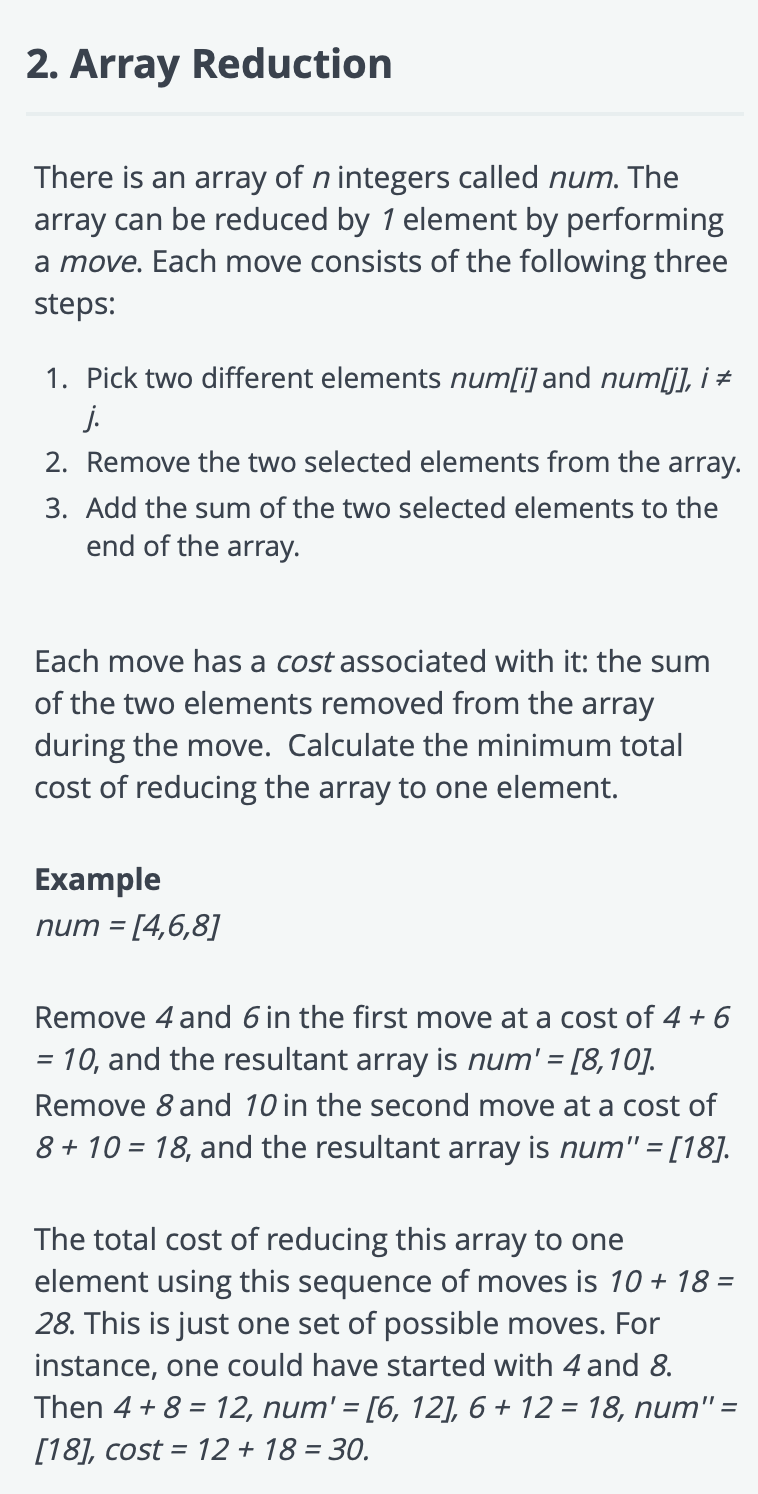 2. Array Reduction
There is an array of n integers called num. The
array can be reduced by 1 element by performing
a move. Each move consists of the following three
steps:
1. Pick two different elements num[i] and num[j], i ≠
j.
2. Remove the two selected elements from the array.
3. Add the sum of the two selected elements to the
end of the array.
Each move has a cost associated with it: the sum
of the two elements removed from the array
during the move.  Calculate the minimum total
cost of reducing the array to one element.
Example
num = [4,6,8]
Remove 4 and 6 in the first move at a cost of 4 + 6
= 10, and the resultant array is num' = [8,10].
Remove 8 and 10 in the second move at a cost of
8 + 10 = 18, and the resultant array is num'' = [18].
The total cost of reducing this array to one
element using this sequence of moves is 10 + 18 =
28. This is just one set of possible moves. For
instance, one could have started with 4 and 8.
Then 4 + 8 = 12, num' = [6, 12], 6 + 12 = 18, num'' =
[18], cost = 12 + 18 = 30.